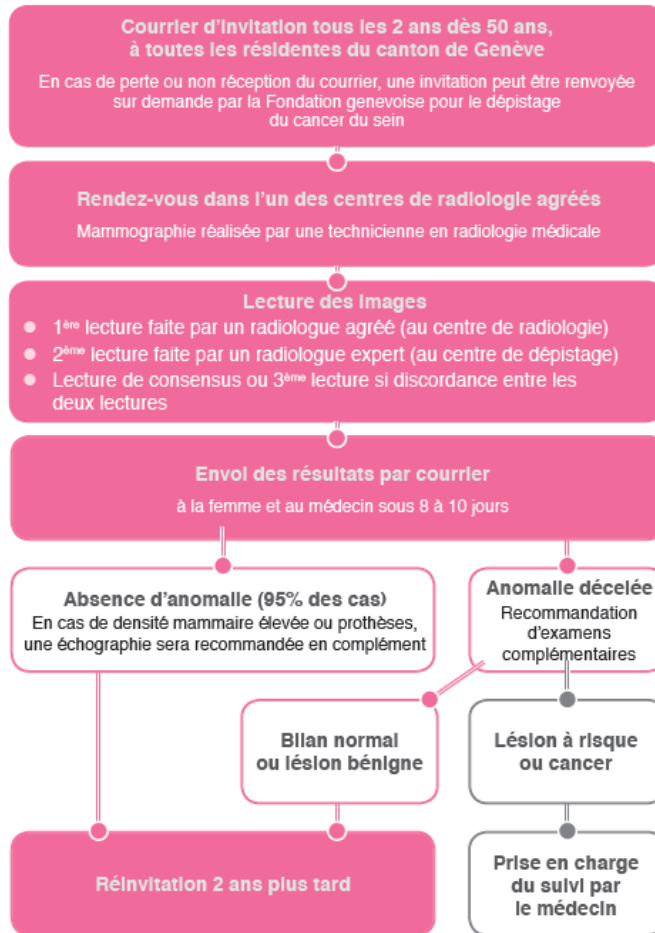 Courrier d'invitation tous les 2 ans dès 50 ans,
à toutes les résidentes du canton de Genève
En cas de perte ou non réception du courrier, une invitation peut être renvoyée
sur demande par la Fondation genevoise pour le dépistage
du cancer du sein
Rendez-vous dans l'un des centres de radiologie agréés
Mammographie réalisée par une technicienne en radiologie médicale
Lecture des images
1ère lecture faite par un radiologue agréé (au centre de radiologie)
2ème lecture faite par un radiologue expert (au centre de dépistage)
Lecture de consensus ou 3ème lecture si discordance entre les
deux lectures
Envoi des résultats par courrier
à la femme et au médecin sous 8 à 10 jours
Absence d'anomalie (95% des cas)
En cas de densité mammaire élevée ou prothèses,
une échographie sera recommandée en complément
Anomalie décelée
Recommandation
d'examens
complémentaires
Bilan normal
ou lésion bénigne
Lésion à risque
ou cancer
Réinvitation 2 ans plus tard
Prise en charge
du suivi par
le médecin